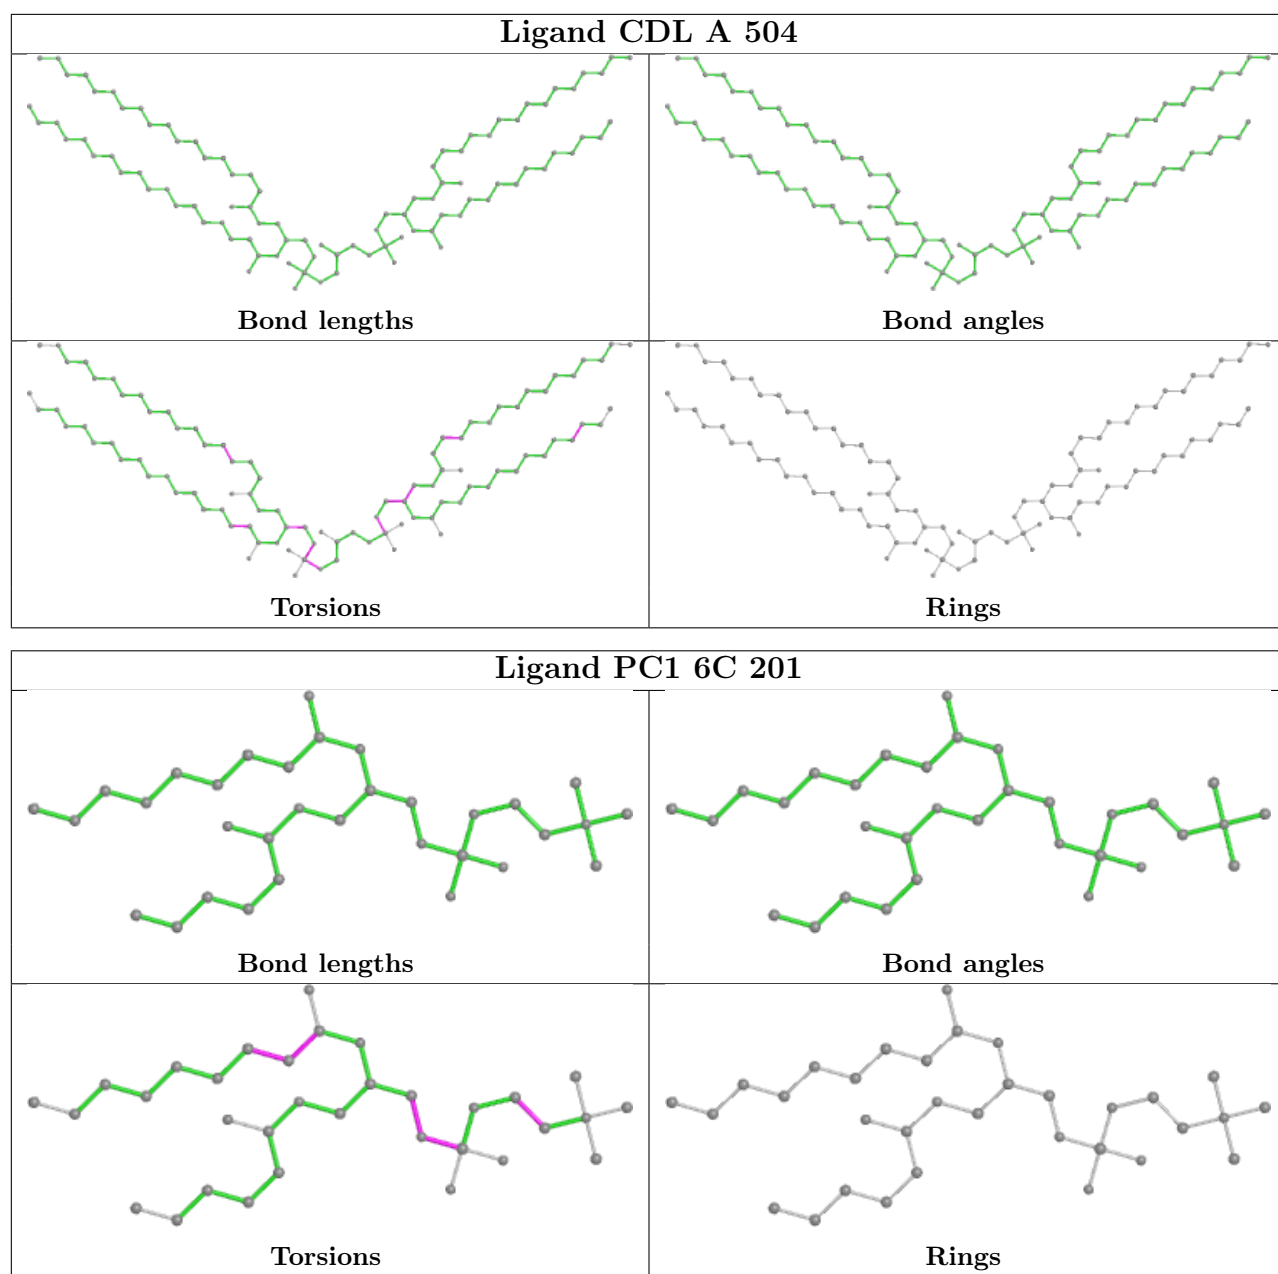 Ligand CDL A 504
Bond lengths
Bond angles
Torsions
Rings
Ligand PC1 6C 201
Bond lengths
Bond angles
Torsions
Rings